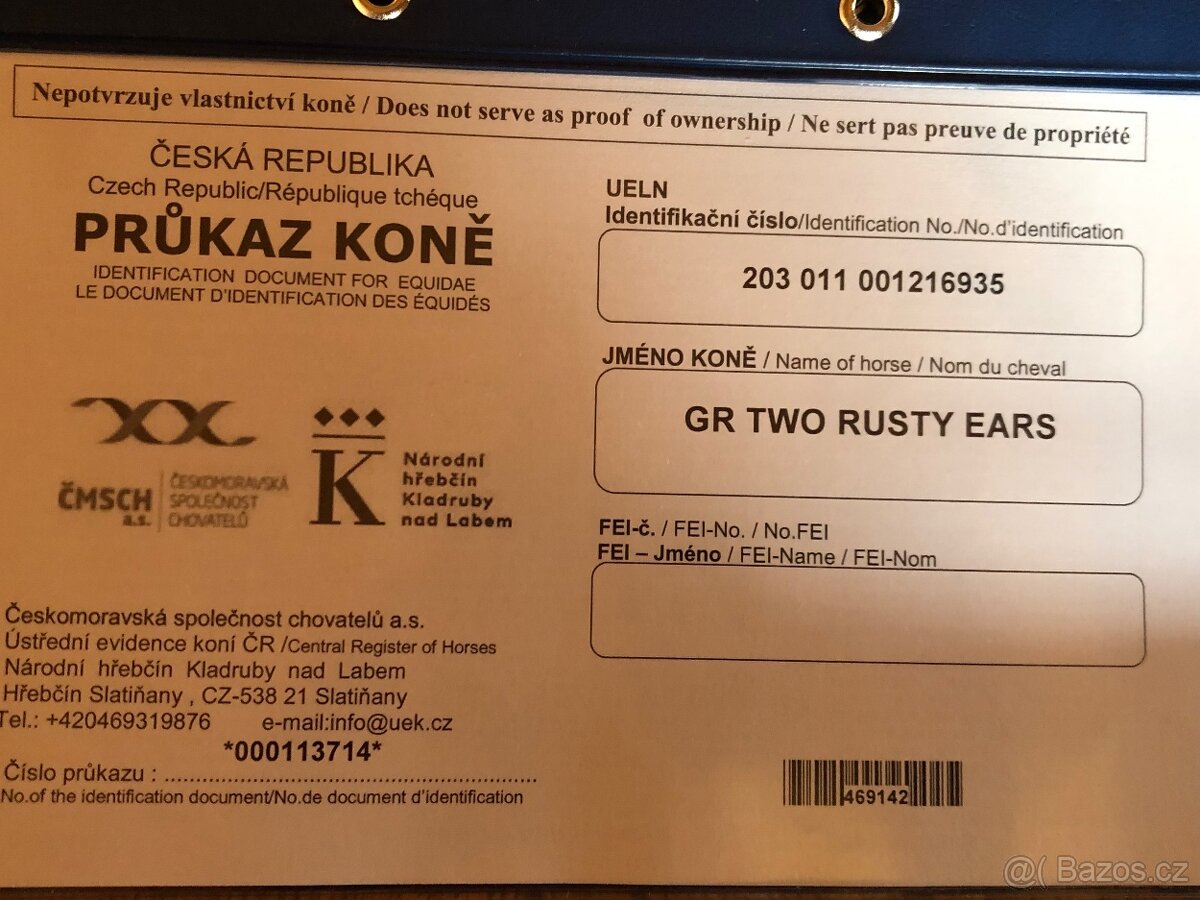 Nepotvrzuje vlastnictví koně / Does not serve as proof of ownership / Ne sert pas preuve de propriété
ČESKÁ REPUBLIKA
Czech Republic/République tchéque
PRŮKAZ KONĚ
IDENTIFICATION DOCUMENT FOR EQUIDAE
LE DOCUMENT D'IDENTIFICATION DES ÉQUIDÉS
ČMSCH
a.s.
ČESKOMORAVSKÁ
SPOLEČNOST
CHOVATELŮ
K
Národní
hřebčín
Kladruby
nad Labem
Českomoravská společnost chovatelů a.s.
Ústřední evidence koní ČR /Central Register of Horses
Národní hřebčín Kladruby nad Labem
Hřebčín Slatiňany , CZ-538 21 Slatiňany
Tel.: +420469319876 e-mail:info@uek.cz
*000113714*
Číslo průkazu : ............................................................
No.of the identification document/No.de document d'identification
UELN
Identifikační číslo/Identification No./No.d'identification
203 011 001216935
JMÉNO KONĚ / Name of horse / Nom du cheval
GR TWO RUSTY EARS
FEI-č. / FEI-No. / No.FEI
FEI – Jméno / FEI-Name / FEI-Nom
469142
@( Bazos.cz